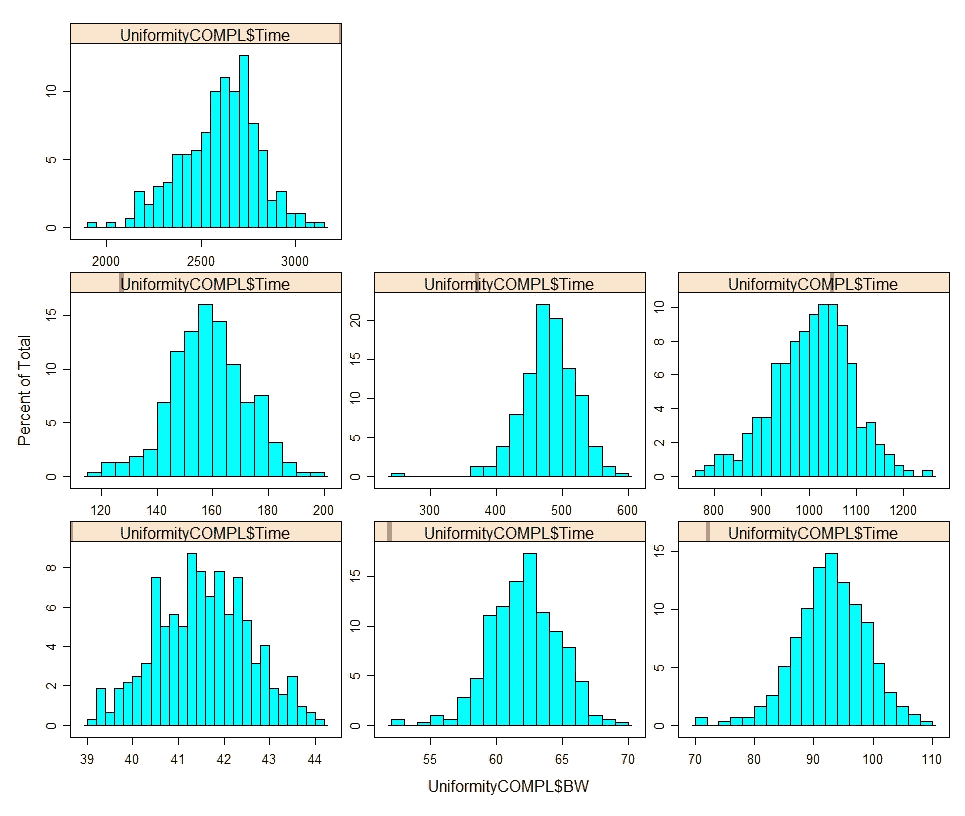 UniformityCOMPL$Time
10
5
0
2000 2500 3000
UniformityCOMPL$Time UniformityCOMPL$Time UniformityCOMPL$Time
15
10
5
0
120 140 160 180 200
20
15
10
5
0
300 400 500 600
10
8
6
4
2
0
800 900 1000 1100 1200
Percent of Total
UniformityCOMPL$Time UniformityCOMPL$Time UniformityCOMPL$Time
8
6
4
2
0
39 40 41 42 43 44
15
10
5
0
55 60 65 70
15
10
5
0
70 80 90 100 110
UniformityCOMPL$BW